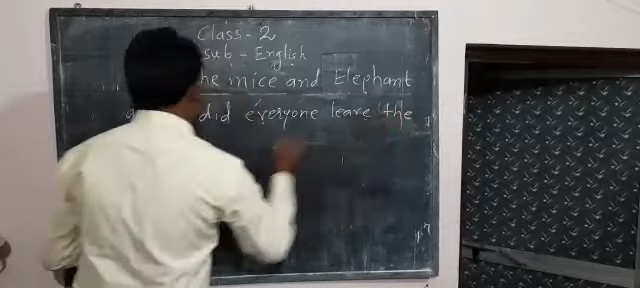 Class - 2
Sub - English
he mice and Elephant
did everyone leave the